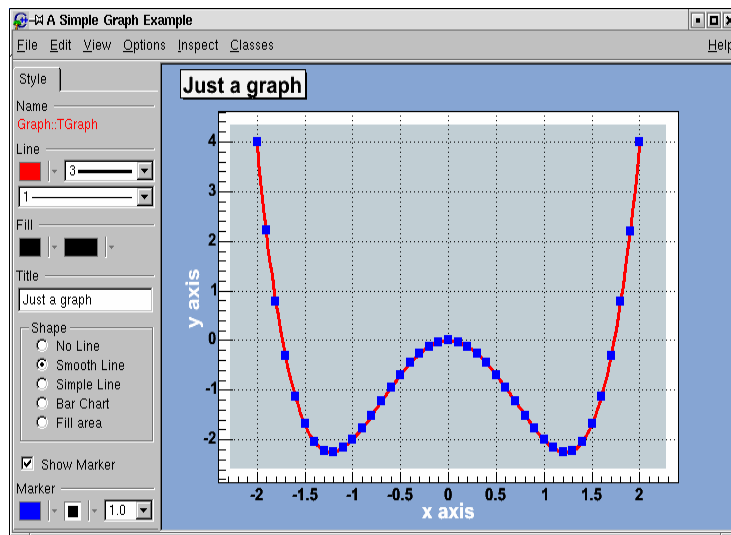 A Simple Graph Example
File Edit View Options Inspect Classes Help
Style
Name
Graph::TGraph
Line
3
1
Fill
Title
Just a graph
Shape
No Line
Smooth Line
Simple Line
Bar Chart
Fill area
Show Marker
Marker
1.0
Just a graph
y axis
4
3
2
1
0
-1
-2
-2 -1.5 -1 -0.5 0 0.5 1 1.5 2
x axis